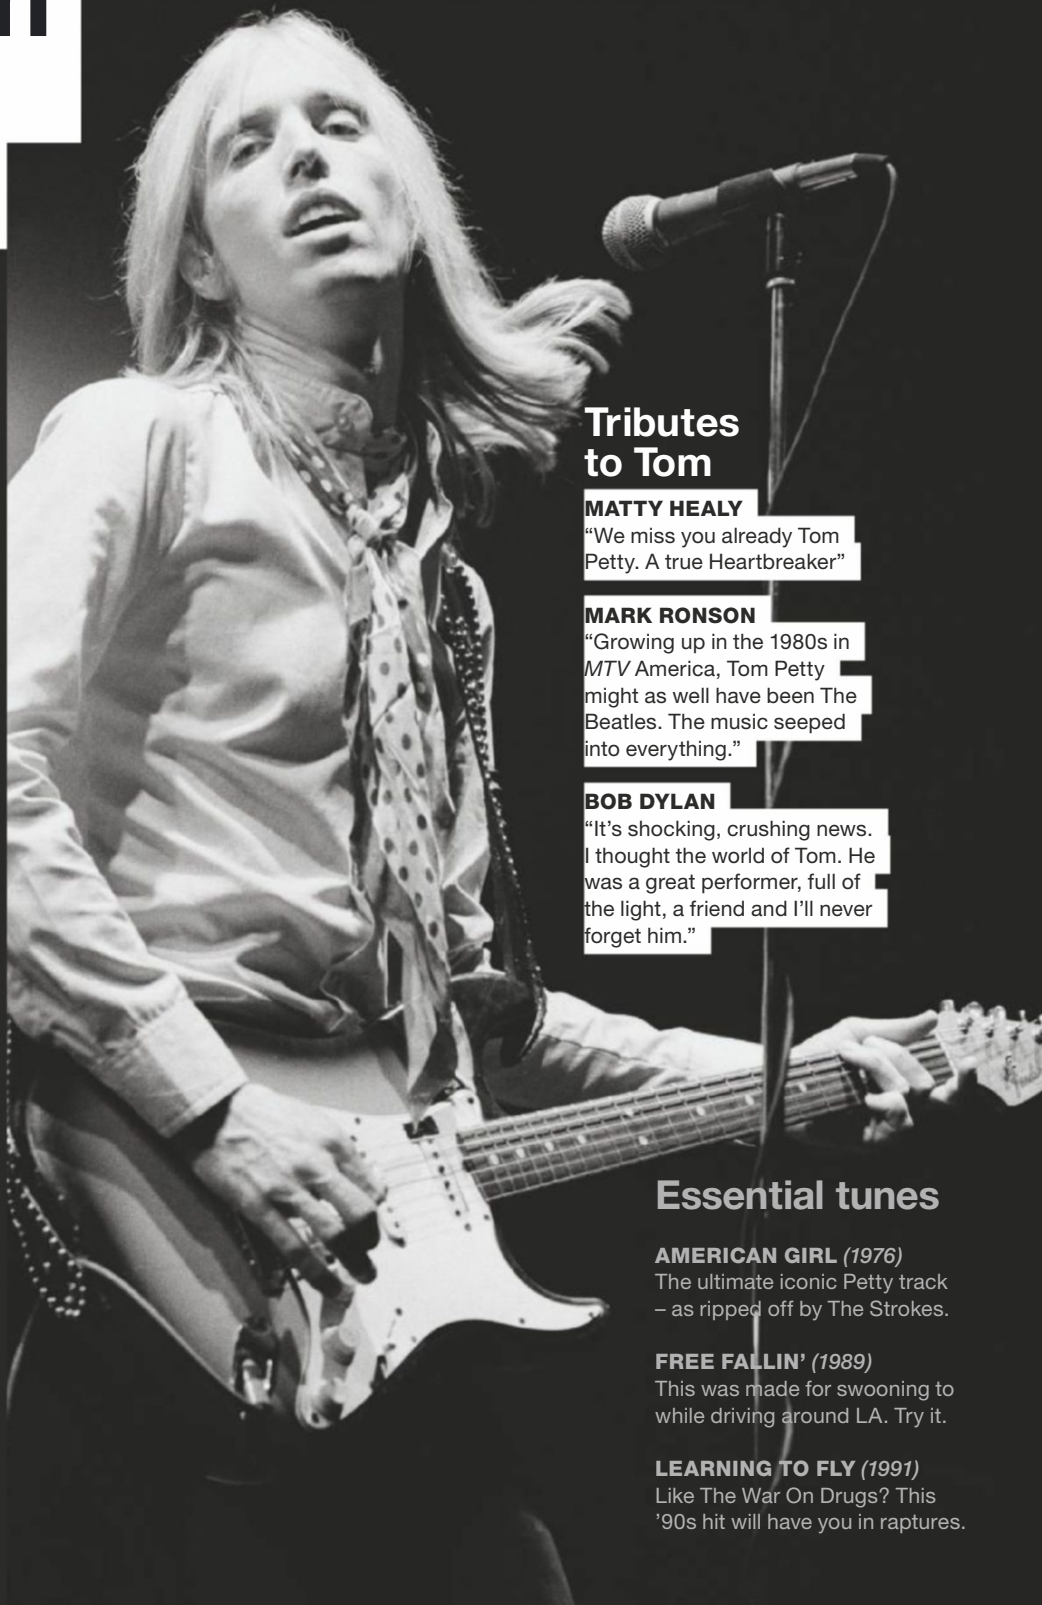 Tributes
to Tom
MATTY HEALY
“We miss you already Tom
Petty. A true Heartbreaker”
MARK RONSON
“Growing up in the 1980s in
MTV America, Tom Petty
might as well have been The
Beatles. The music seeped
into everything.”
BOB DYLAN
“It’s shocking, crushing news.
I thought the world of Tom. He
was a great performer, full of
the light, a friend and I’ll never
forget him.”
Essential tunes
AMERICAN GIRL (1976)
The ultimate iconic Petty track
– as ripped off by The Strokes.
FREE FALLIN’ (1989)
This was made for swooning to
while driving around LA. Try it.
LEARNING TO FLY (1991)
Like The War On Drugs? This
’90s hit will have you in raptures.